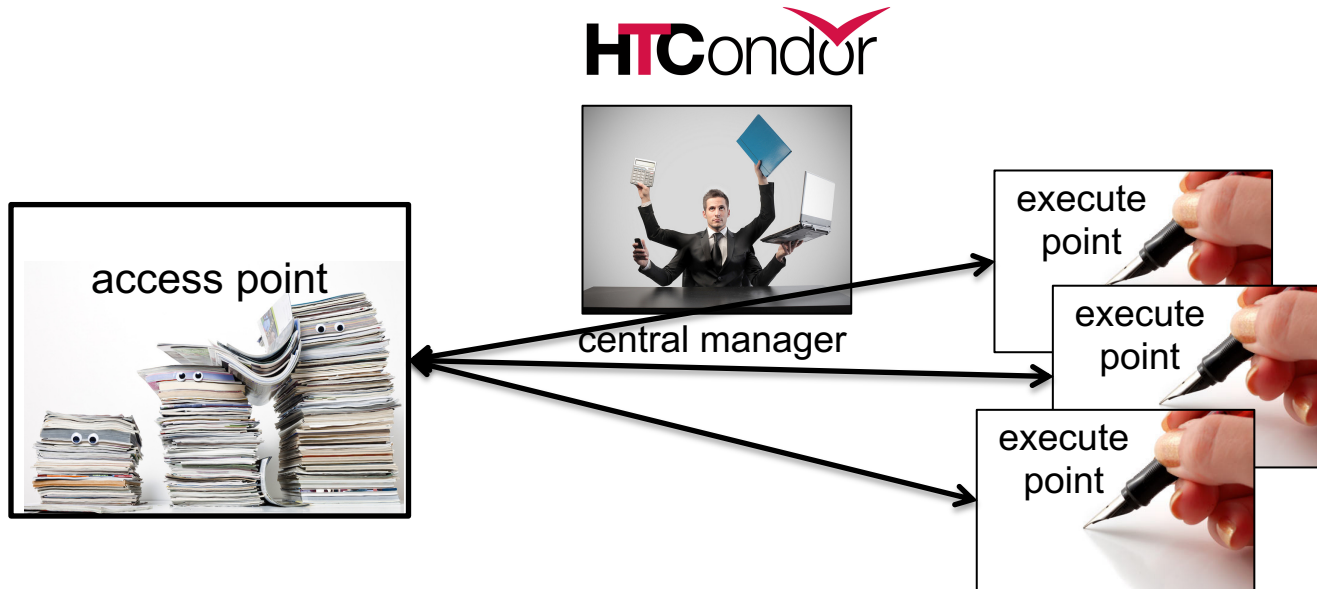 HTCondor
access point
central manager
execute
point
execute
point
execute
point